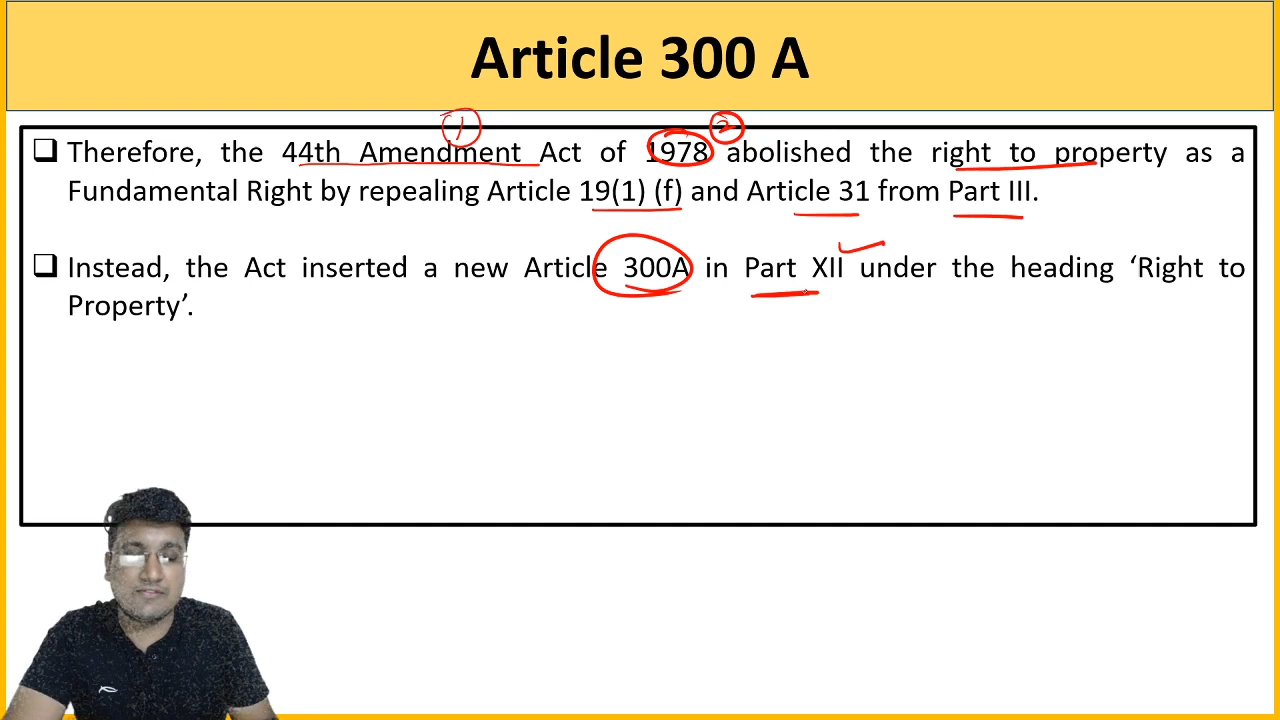 Article 300 A
1
2
❑ Therefore, the 44th Amendment Act of 1978 abolished the right to property as a
Fundamental Right by repealing Article 19(1) (f) and Article 31 from Part III.
❑ Instead, the Act inserted a new Article 300A in Part XII under the heading ‘Right to
Property’.